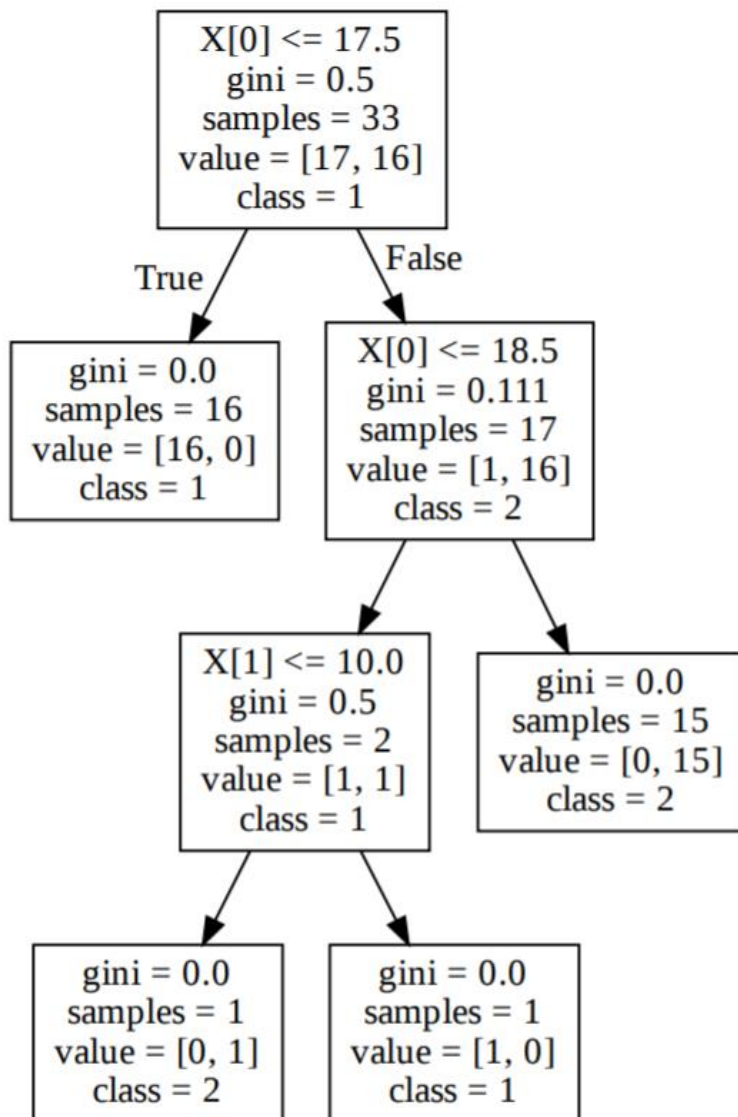 X[0] <= 17.5
gini = 0.5
samples = 33
value = [17, 16]
class = 1
True
False
gini = 0.0
samples = 16
value = [16, 0]
class = 1
X[0] <= 18.5
gini = 0.111
samples = 17
value = [1, 16]
class = 2
X[1] <= 10.0
gini = 0.5
samples = 2
value = [1, 1]
class = 1
gini = 0.0
samples = 15
value = [0, 15]
class = 2
gini = 0.0
samples = 1
value = [0, 1]
class = 2
gini = 0.0
samples = 1
value = [1, 0]
class = 1